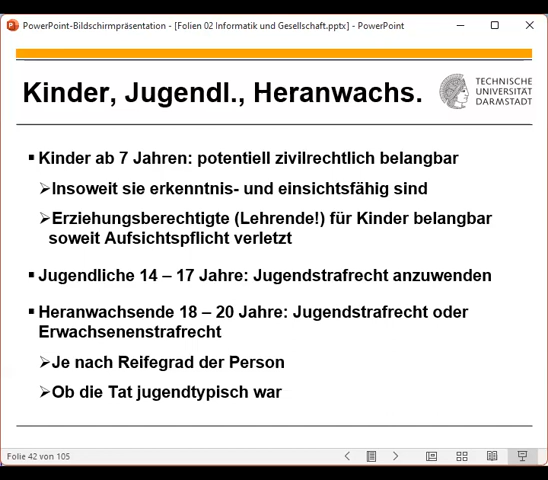 PowerPoint-Bildschirmpräsentation - [Folien 02 Informatik und Gesellschaft.pptx] - PowerPoint
Kinder, Jugendl., Heranwachs.
TECHNISCHE
UNIVERSITÄT
DARMSTADT
▪ Kinder ab 7 Jahren: potentiell zivilrechtlich belangbar
➢Insoweit sie erkenntnis- und einsichtsfähig sind
➢Erziehungsberechtigte (Lehrende!) für Kinder belangbar
soweit Aufsichtspflicht verletzt
▪ Jugendliche 14 – 17 Jahre: Jugendstrafrecht anzuwenden
▪ Heranwachsende 18 – 20 Jahre: Jugendstrafrecht oder
Erwachsenenstrafrecht
➢Je nach Reifegrad der Person
➢Ob die Tat jugendtypisch war
Folie 42 von 105